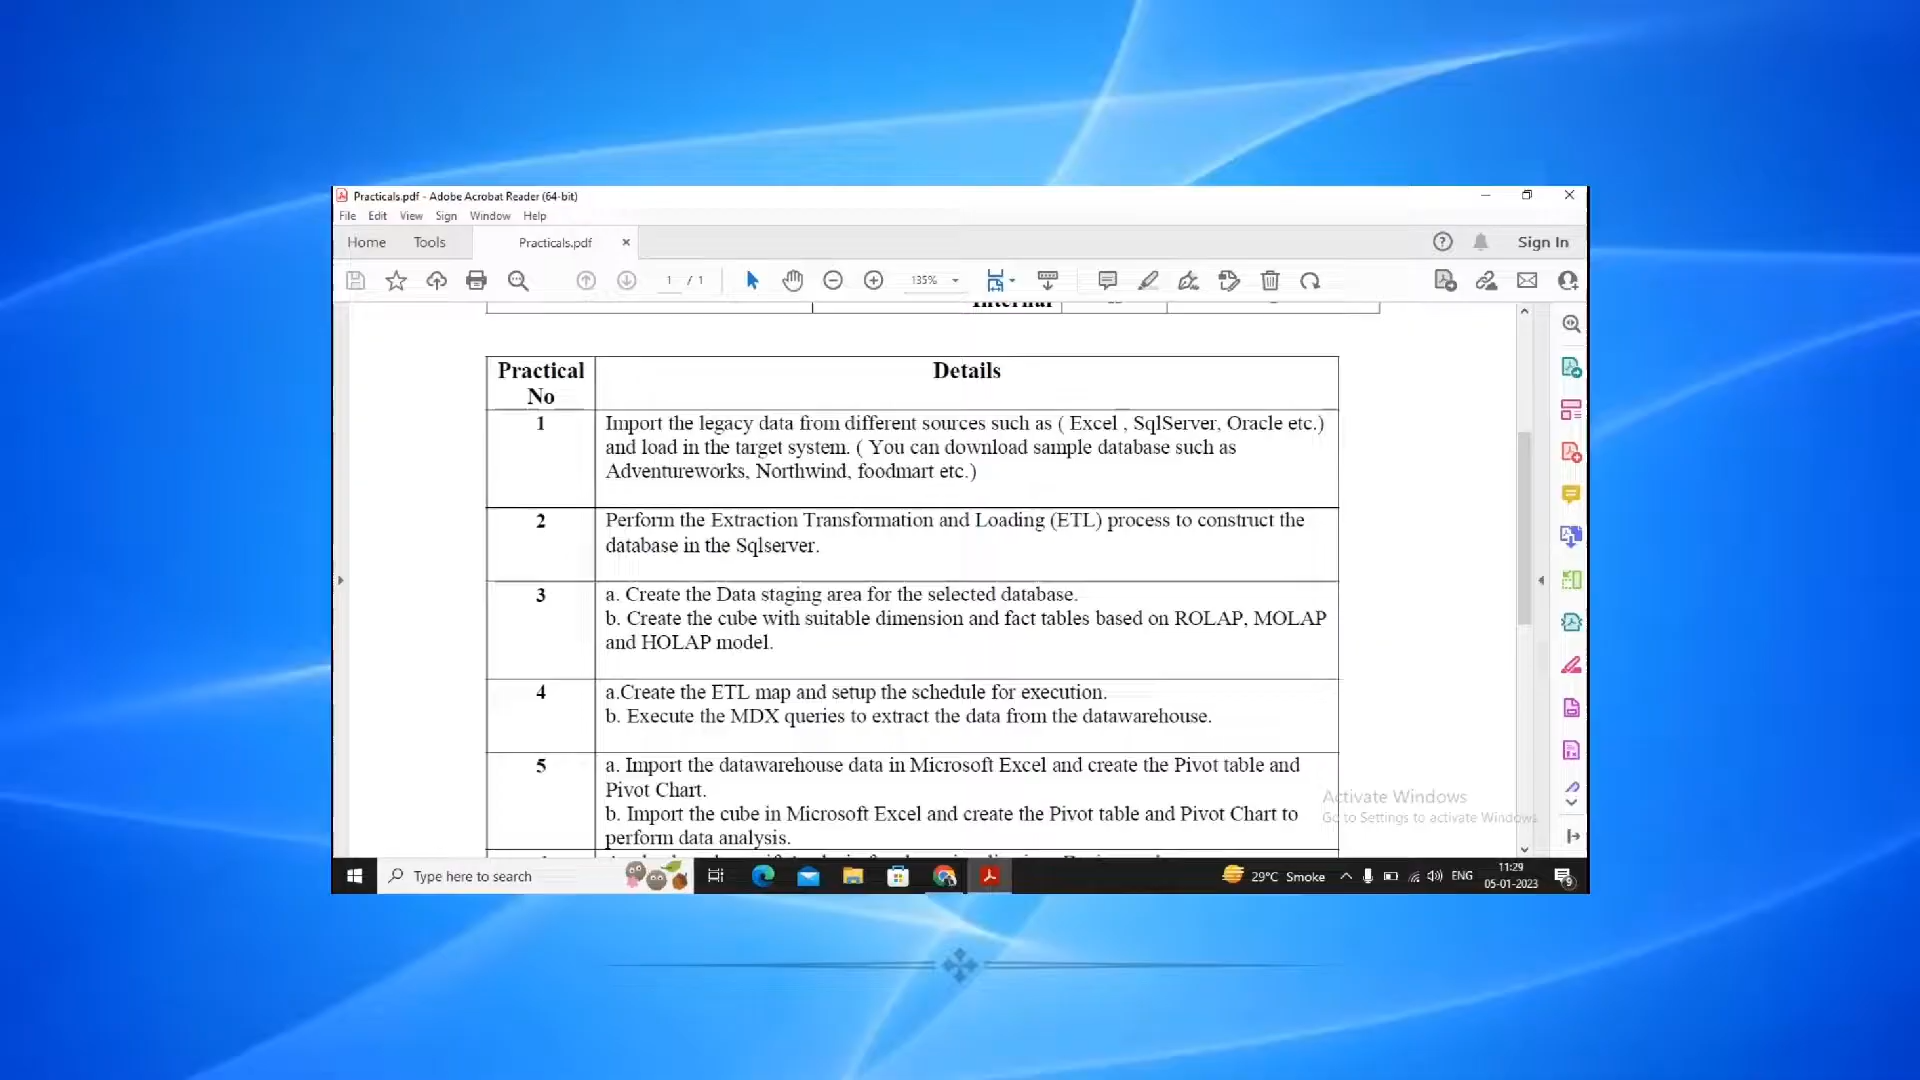 Practicals.pdf - Adobe Acrobat Reader (64-bit)
File Edit View Sign Window Help
Home Tools Practicals.pdf Sign In
1 / 1 135%
Internal
Practical No Details
1 Import the legacy data from different sources such as ( Excel , SqlServer, Oracle etc.)
and load in the target system. ( You can download sample database such as
Adventureworks, Northwind, foodmart etc.)
2 Perform the Extraction Transformation and Loading (ETL) process to construct the
database in the Sqlserver.
3 a. Create the Data staging area for the selected database.
b. Create the cube with suitable dimension and fact tables based on ROLAP, MOLAP
and HOLAP model.
4 a.Create the ETL map and setup the schedule for execution.
b. Execute the MDX queries to extract the data from the datawarehouse.
5 a. Import the datawarehouse data in Microsoft Excel and create the Pivot table and
Pivot Chart.
b. Import the cube in Microsoft Excel and create the Pivot table and Pivot Chart to
perform data analysis.
Activate Windows
Go to Settings to activate Windows.
Type here to search 29°C Smoke ENG 11:29
05-01-2023 9